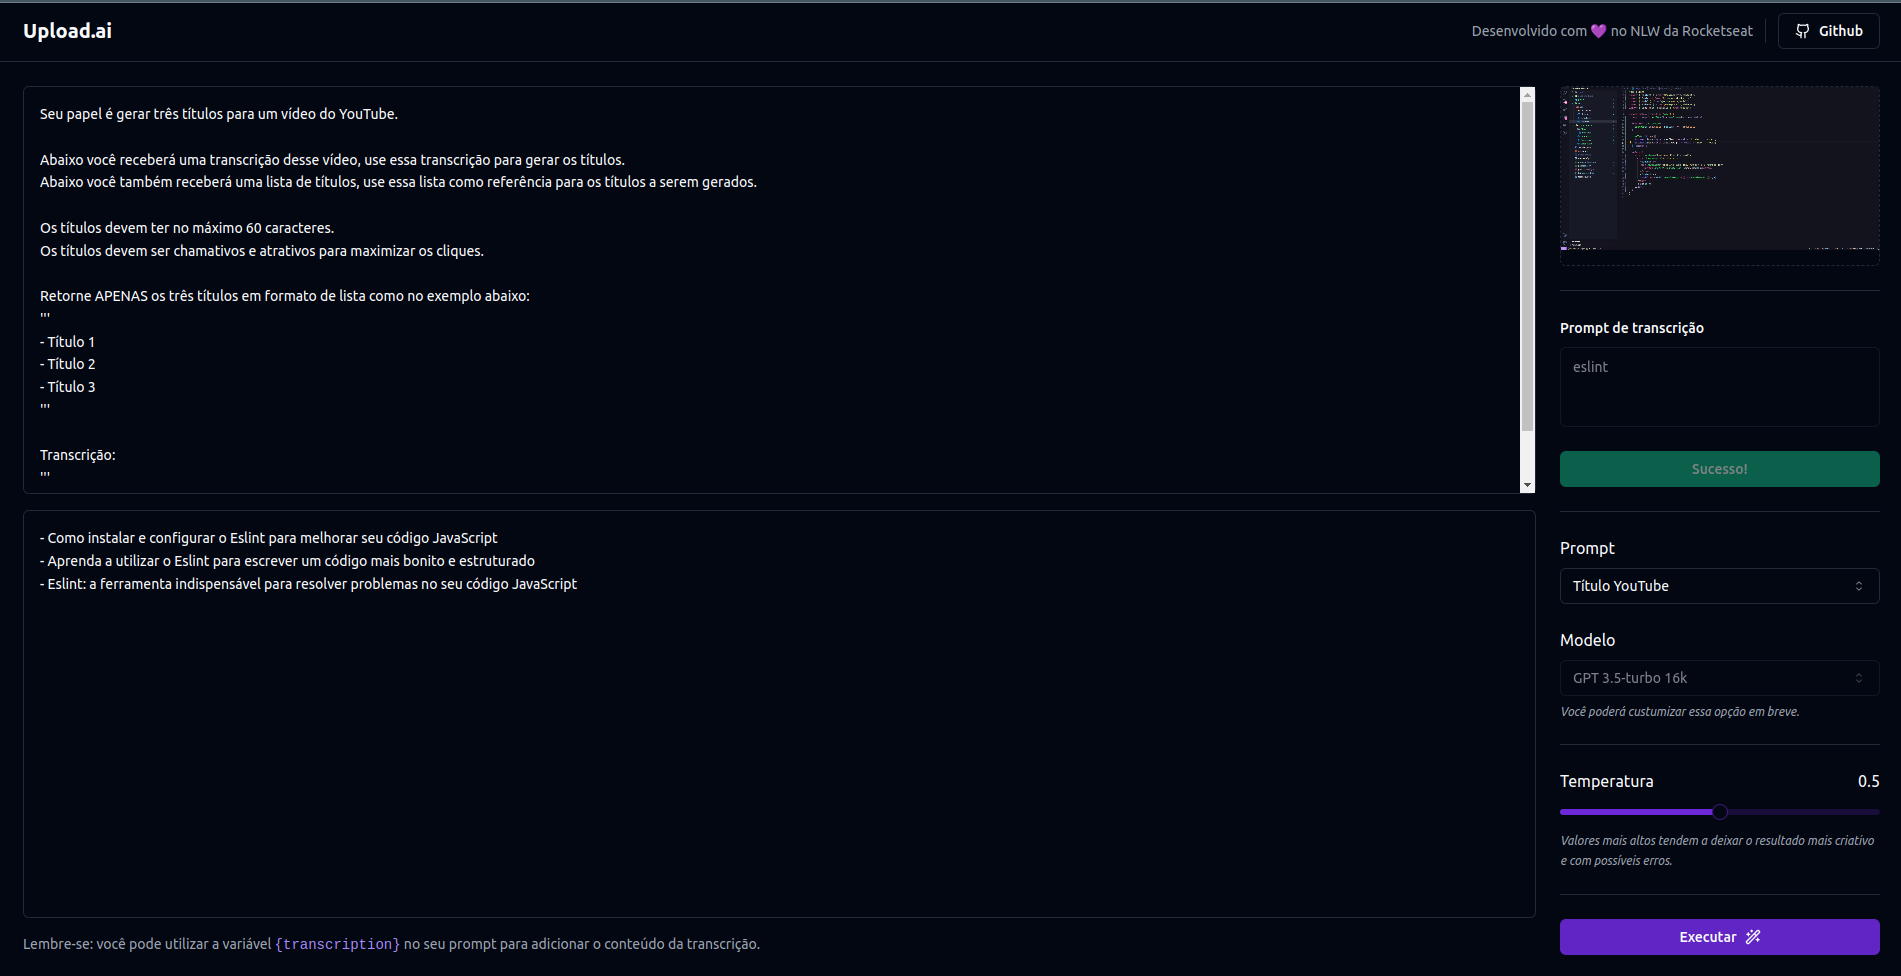 Upload.ai
Desenvolvido com 💜 no NLW da Rocketseat
Github
Seu papel é gerar três títulos para um vídeo do YouTube.
Abaixo você receberá uma transcrição desse vídeo, use essa transcrição para gerar os títulos.
Abaixo você também receberá uma lista de títulos, use essa lista como referência para os títulos a serem gerados.
Os títulos devem ter no máximo 60 caracteres.
Os títulos devem ser chamativos e atrativos para maximizar os cliques.
Retorne APENAS os três títulos em formato de lista como no exemplo abaixo:
'''
- Título 1
- Título 2
- Título 3
'''
Transcrição:
'''
- Como instalar e configurar o Eslint para melhorar seu código JavaScript
- Aprenda a utilizar o Eslint para escrever um código mais bonito e estruturado
- Eslint: a ferramenta indispensável para resolver problemas no seu código JavaScript
Lembre-se: você pode utilizar a variável {transcription} no seu prompt para adicionar o conteúdo da transcrição.
Prompt de transcrição
eslint
Sucesso!
Prompt
Título YouTube
Modelo
GPT 3.5-turbo 16k
Você poderá custumizar essa opção em breve.
Temperatura
0.5
Valores mais altos tendem a deixar o resultado mais criativo
e com possíveis erros.
Executar